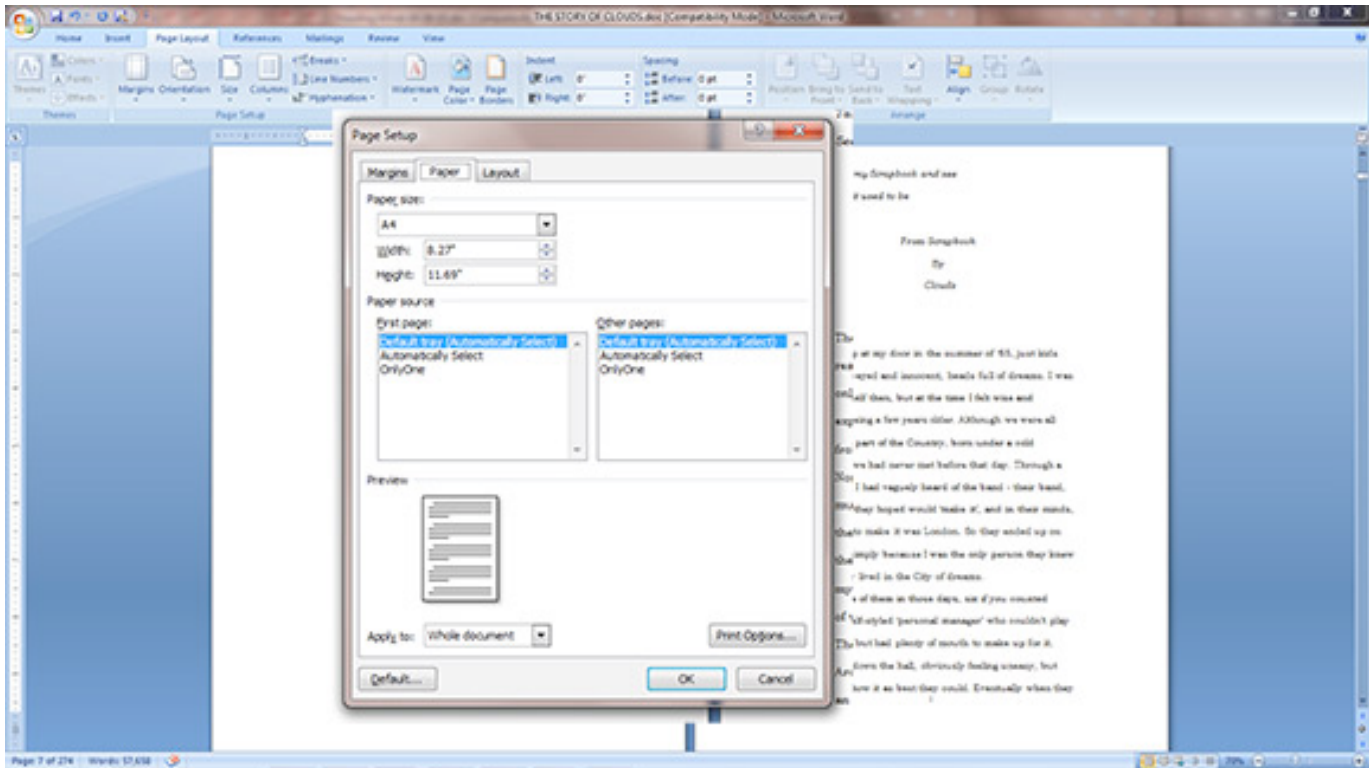 THE STORY OF CLOUDS.doc [Compatibility Mode] - Microsoft Word
Home Insert Page Layout References Mailings Review View
Colors Breaks Indent Spacing
Fonts Line Numbers Left: 0" Before: 0 pt
Themes Effects Margins Orientation Size Columns Hyphenation Watermark Page Color Page Borders Right: 0" After: 0 pt Position Bring to Front Send to Back Text Wrapping Align Group Rotate
Themes Page Setup Arrange
Page Setup
Margins Paper Layout
Paper size:
A4
Width: 8.27"
Height: 11.69"
Paper source
First page: Other pages:
Default tray (Automatically Select) Default tray (Automatically Select)
Automatically Select Automatically Select
OnlyOne OnlyOne
Preview
Apply to: Whole document Print Options...
Default... OK Cancel
my Scrapbook and see
it used to be
From Scrapbook
By
Clouds
p at my door in the summer of '85, just kids
eyed and innocent, heads full of dreams. I was
elf then, but at the time I felt wise and
being a few years older. Although we were all
part of the Country, born under a cold
we had never met before that day. Through a
I had vaguely heard of the band - their band,
they hoped would 'make it', and in their minds,
to make it was London. So they ended up on
simply because I was the only person they knew
lived in the City of dreams.
of them in those days, six if you counted
self-styled 'personal manager' who couldn't play
but had plenty of mouth to make up for it.
down the hall, obviously feeling uneasy, but
how it as best they could. Eventually when they
Page 7 of 274 Words: 57,658 70%